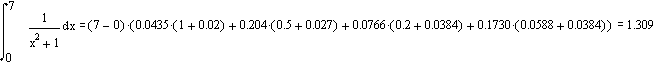 ∫₀⁷ 1/(x²+1) dx = (7 − 0)·(0.0435·(1 + 0.02) + 0.204·(0.5 + 0.027) + 0.0766·(0.2 + 0.0384) + 0.1730·(0.0588 + 0.0384)) = 1.309